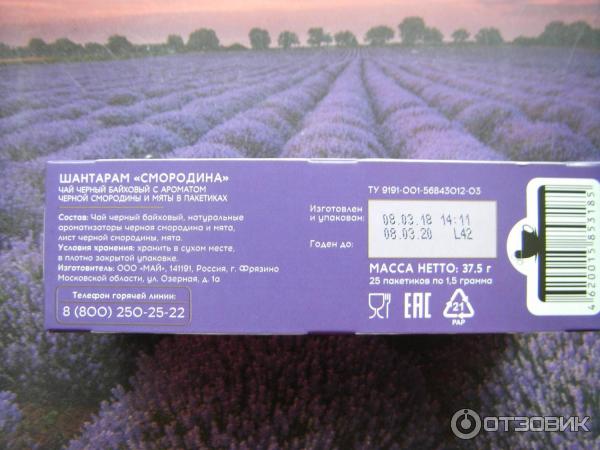 ШАНТАРАМ «СМОРОДИНА»
ЧАЙ ЧЕРНЫЙ БАЙХОВЫЙ С АРОМАТОМ
ЧЕРНОЙ СМОРОДИНЫ И МЯТЫ В ПАКЕТИКАХ
Состав: Чай черный байховый, натуральные
ароматизаторы черная смородина и мята,
лист черной смородины, мята.
Условия хранения: хранить в сухом месте,
в плотно закрытой упаковке.
Изготовитель: ООО «МАЙ», 141191, Россия, г. Фрязино
Московской области, ул. Озерная, д. 1а
Телефон горячей линии:
8 (800) 250-25-22
ТУ 9191-001-56843012-03
Изготовлен
и упакован:
08.03.18 14:11
Годен до:
08.03.20 L42
МАССА НЕТТО: 37.5 г
25 пакетиков по 1,5 грамма
EAC
21
PAP
4620015853185
ОТЗОВИК